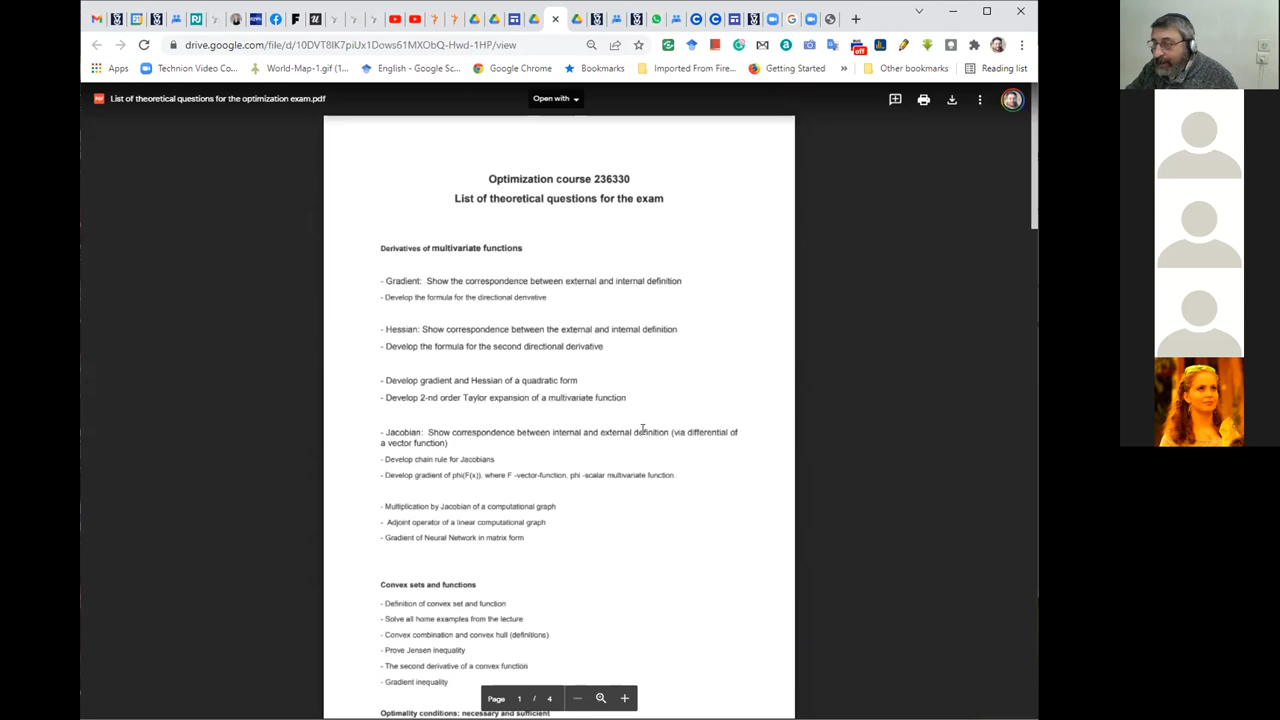 drive.google.com/file/d/10DVT8IK7piUx1Dows61MXObQ-Hwd-1HP/view
off
Apps
Technion Video Co...
World-Map-1.gif (1...
English - Google Sc...
Google Chrome
Bookmarks
Imported From Fire...
Getting Started
»
Other bookmarks
Reading list
List of theoretical questions for the optimization exam.pdf
Open with
Optimization course 236330
List of theoretical questions for the exam
Derivatives of multivariate functions
- Gradient: Show the correspondence between external and internal definition
- Develop the formula for the directional derivative
- Hessian: Show correspondence between the external and internal definition
- Develop the formula for the second directional derivative
- Develop gradient and Hessian of a quadratic form
- Develop 2-nd order Taylor expansion of a multivariate function
- Jacobian: Show correspondence between internal and external definition (via differential of
a vector function)
- Develop chain rule for Jacobians
- Develop gradient of phi(F(x)), where F -vector-function, phi -scalar multivariate function.
- Multiplication by Jacobian of a computational graph
- Adjoint operator of a linear computational graph
- Gradient of Neural Network in matrix form
Convex sets and functions
- Definition of convex set and function
- Solve all home examples from the lecture
- Convex combination and convex hull (definitions)
- Prove Jensen inequality
- The second derivative of a convex function
- Gradient inequality
Optimality conditions: necessary and sufficient
Page 1 / 4